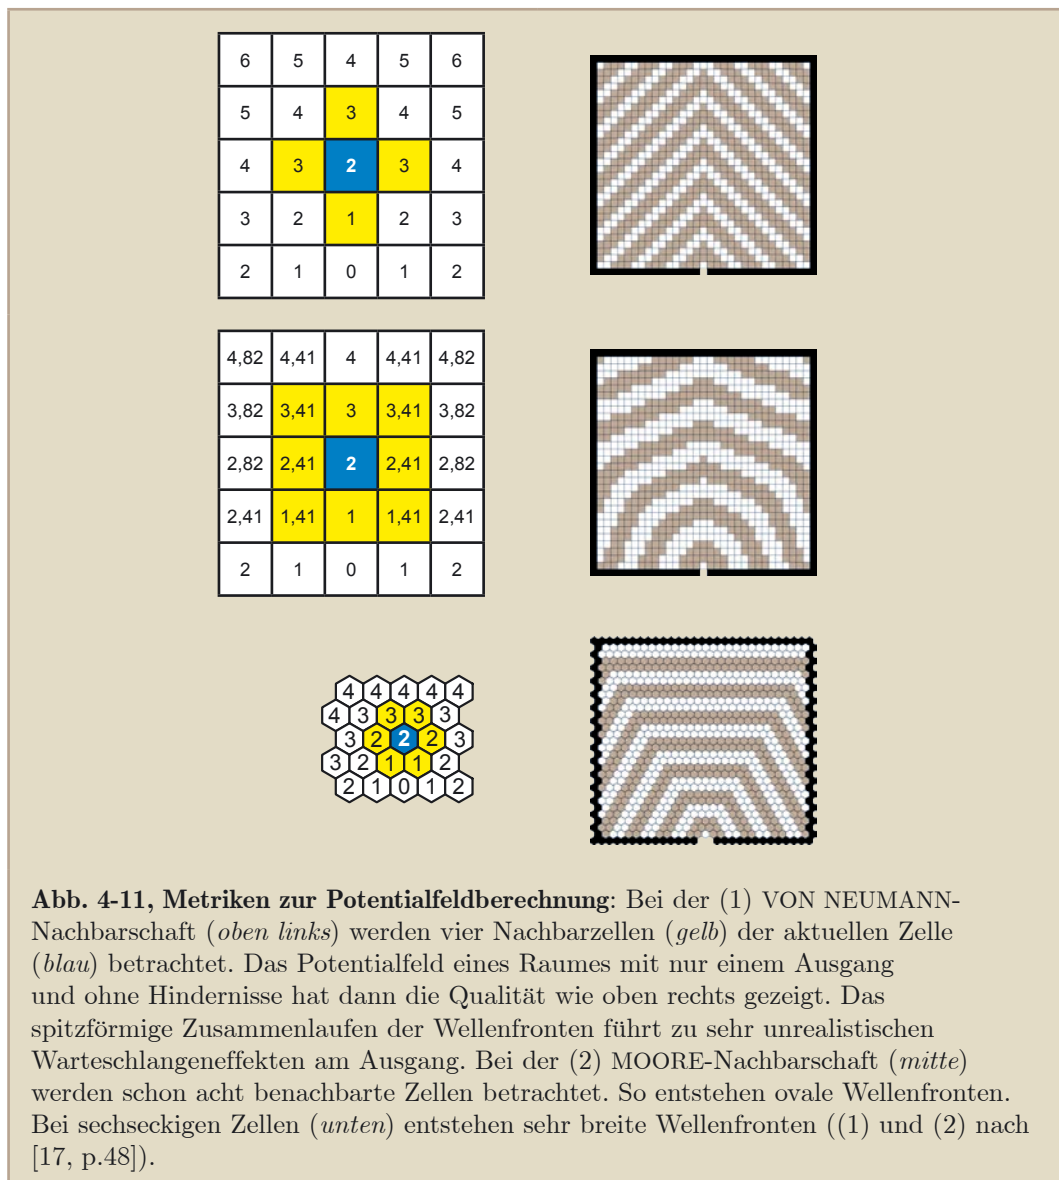 6 5 4 5 6
5 4 3 4 5
4 3 2 3 4
3 2 1 2 3
2 1 0 1 2
4,82 4,41 4 4,41 4,82
3,82 3,41 3 3,41 3,82
2,82 2,41 2 2,41 2,82
2,41 1,41 1 1,41 2,41
2 1 0 1 2
4 4 4 4 4
4 3 3 3 3
3 2 2 2 3
3 2 1 1 2
2 1 0 1 2
Abb. 4-11, Metriken zur Potentialfeldberechnung: Bei der (1) VON NEUMANN-
Nachbarschaft (oben links) werden vier Nachbarzellen (gelb) der aktuellen Zelle
(blau) betrachtet. Das Potentialfeld eines Raumes mit nur einem Ausgang
und ohne Hindernisse hat dann die Qualität wie oben rechts gezeigt. Das
spitzförmige Zusammenlaufen der Wellenfronten führt zu sehr unrealistischen
Warteschlangeneffekten am Ausgang. Bei der (2) MOORE-Nachbarschaft (mitte)
werden schon acht benachbarte Zellen betrachtet. So entstehen ovale Wellenfronten.
Bei sechseckigen Zellen (unten) entstehen sehr breite Wellenfronten ((1) und (2) nach
[17, p.48]).